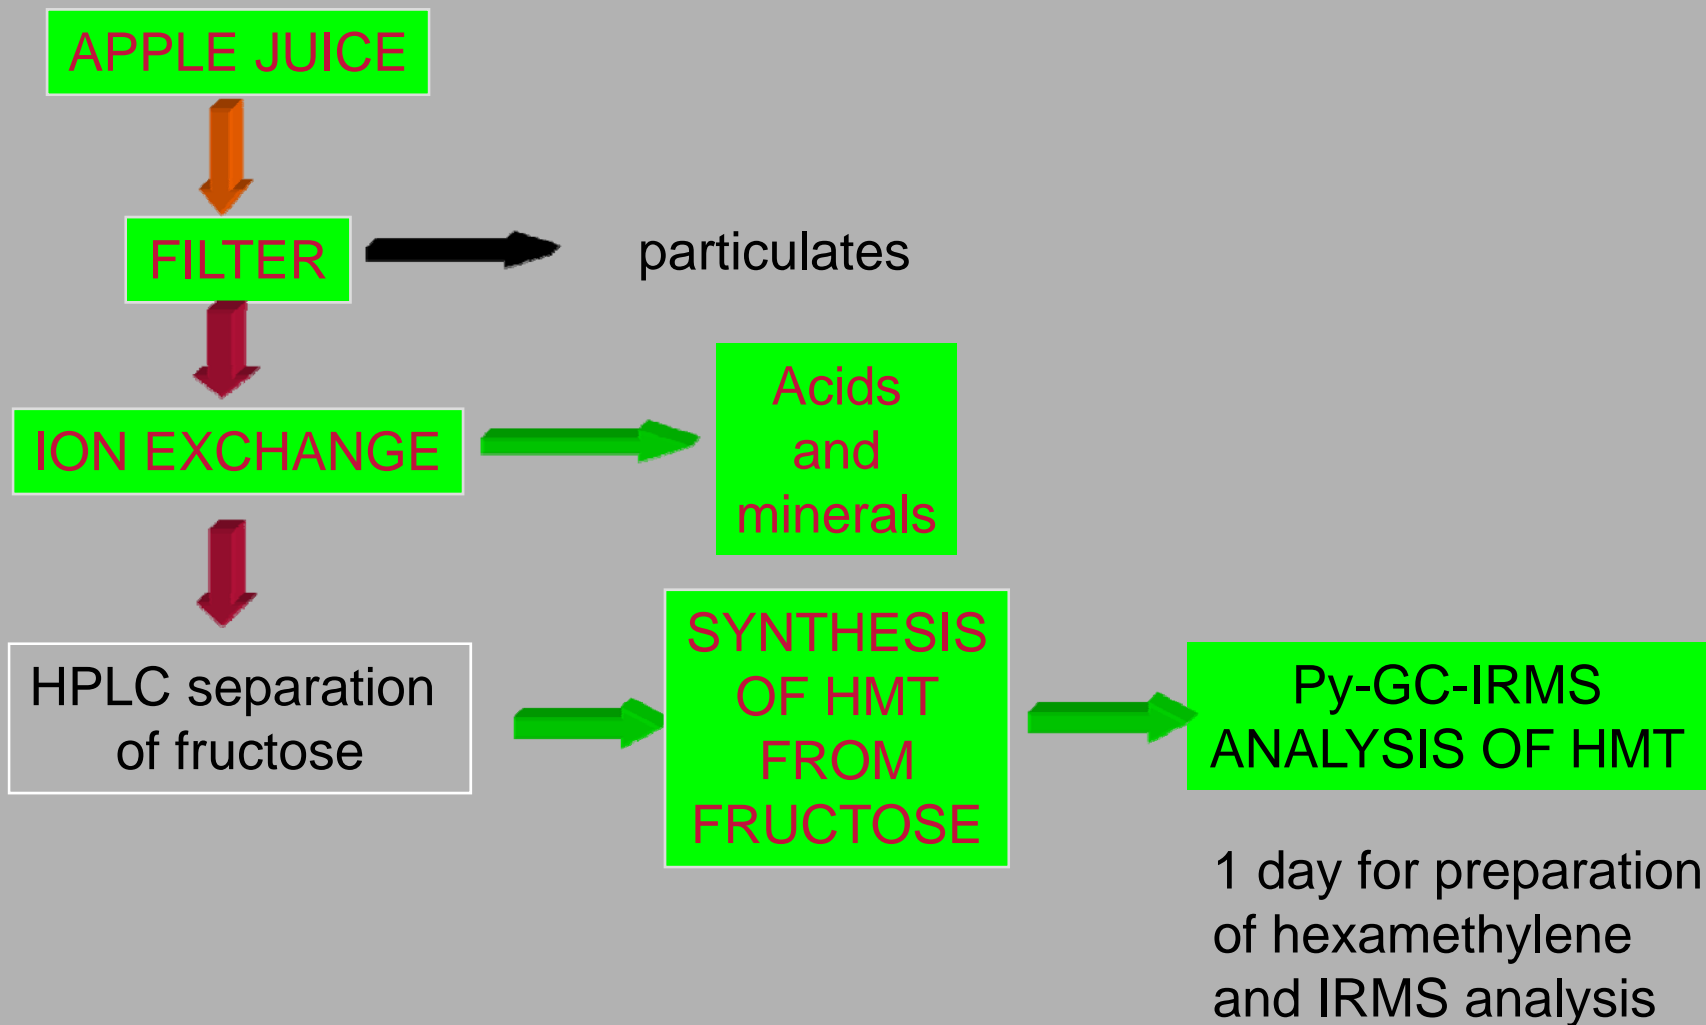 APPLE JUICE
FILTER
particulates
ION EXCHANGE
Acids
and
minerals
HPLC separation
of fructose
SYNTHESIS
OF HMT
FROM
FRUCTOSE
Py-GC-IRMS
ANALYSIS OF HMT
1 day for preparation
of hexamethylene
and IRMS analysis